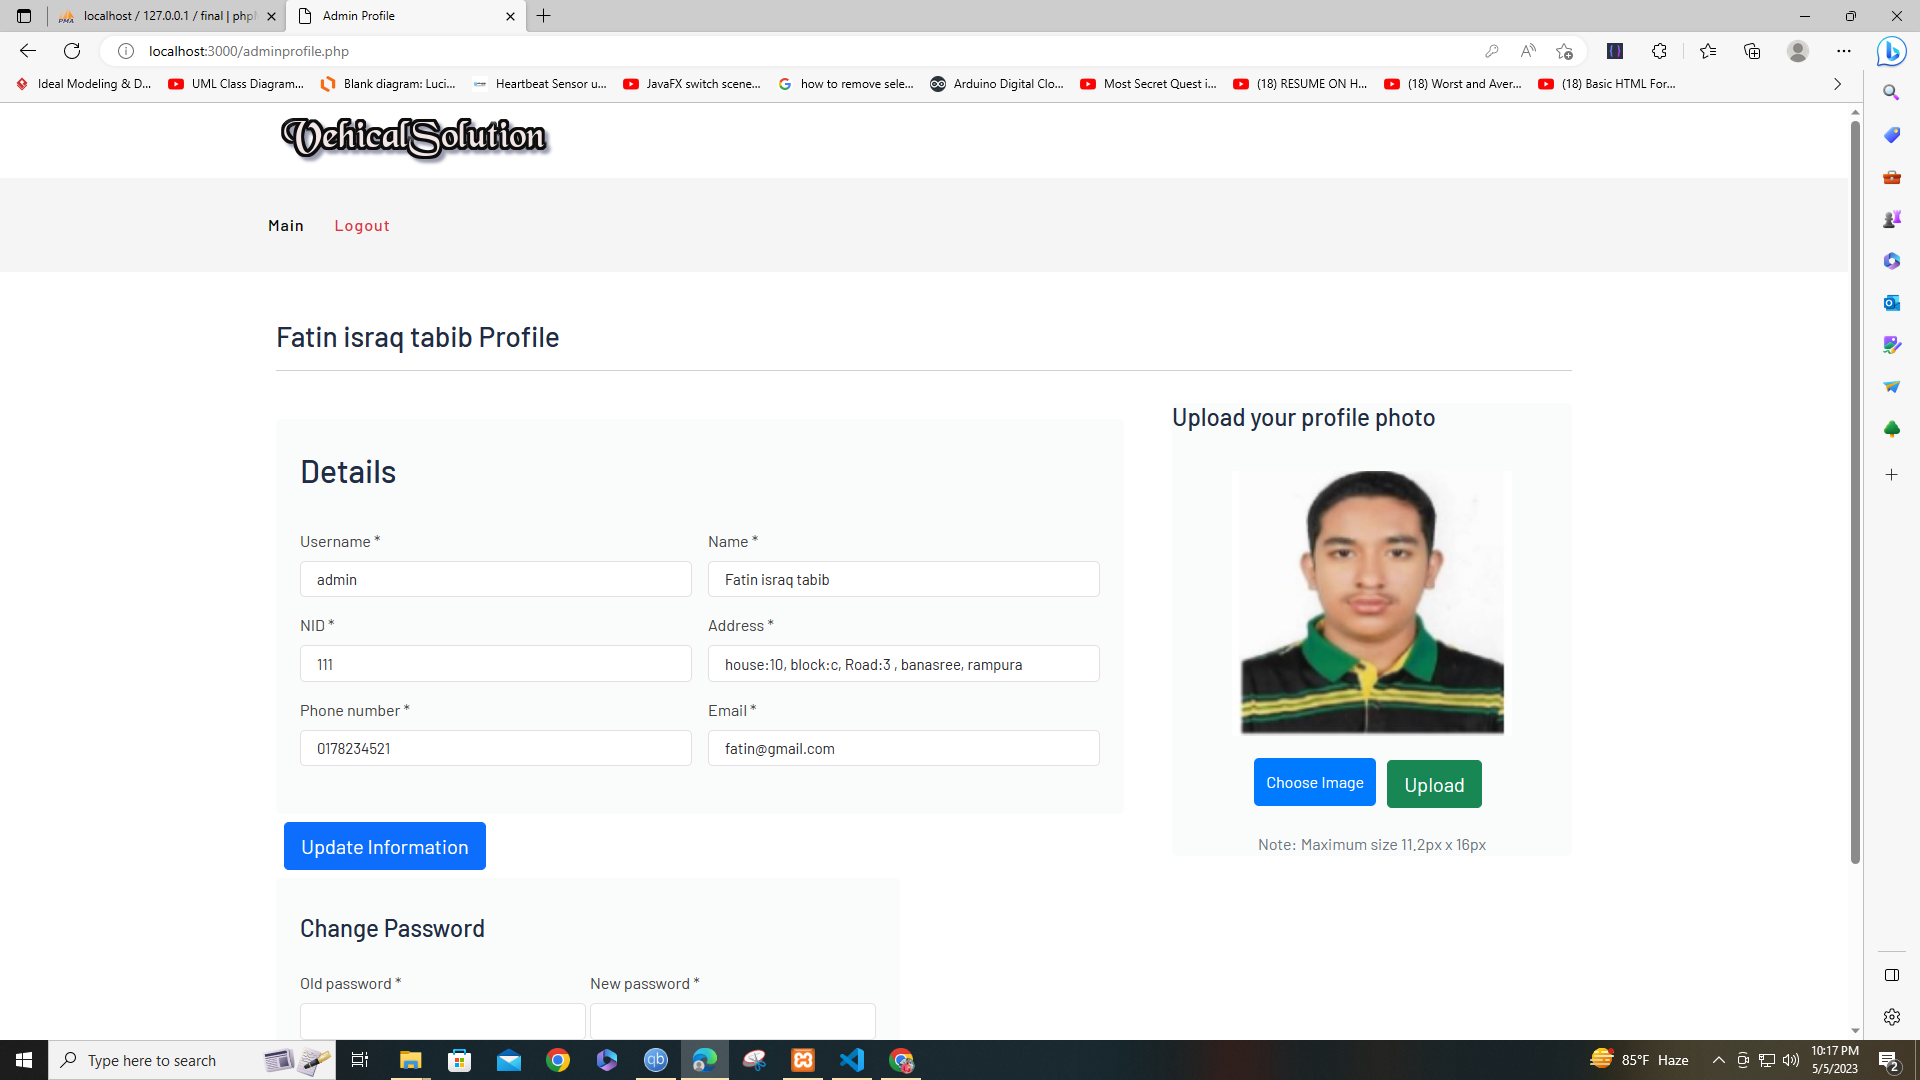 localhost / 127.0.0.1 / final | phpM
Admin Profile
localhost:3000/adminprofile.php
Ideal Modeling & D...
UML Class Diagram...
Blank diagram: Luci...
Heartbeat Sensor u...
JavaFX switch scene...
how to remove sele...
Arduino Digital Clo...
Most Secret Quest i...
(18) RESUME ON H...
(18) Worst and Aver...
(18) Basic HTML For...
VehicalSolution
Main
Logout
Fatin israq tabib Profile
Upload your profile photo
Details
Username *
Name *
admin
Fatin israq tabib
NID *
Address *
111
house:10, block:c, Road:3 , banasree, rampura
Phone number *
Email *
0178234521
fatin@gmail.com
Choose Image
Upload
Note: Maximum size 11.2px x 16px
Update Information
Change Password
Old password *
New password *
Type here to search
85°F Haze
10:17 PM
5/5/2023
2